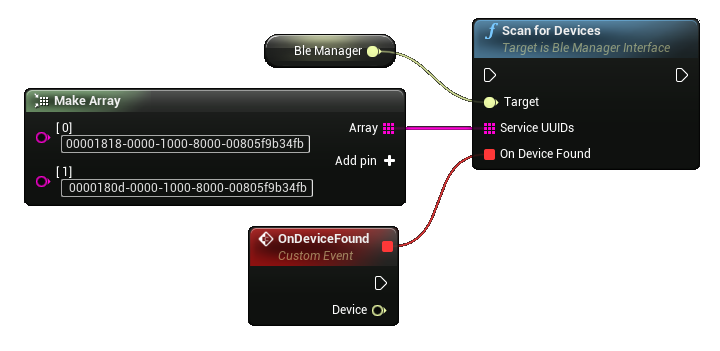 Scan for Devices
Target is Ble Manager Interface
Ble Manager
Target
Make Array
[ 0]
00001818-0000-1000-8000-00805f9b34fb
Array
Service UUIDs
Add pin
On Device Found
[ 1]
0000180d-0000-1000-8000-00805f9b34fb
OnDeviceFound
Custom Event
Device